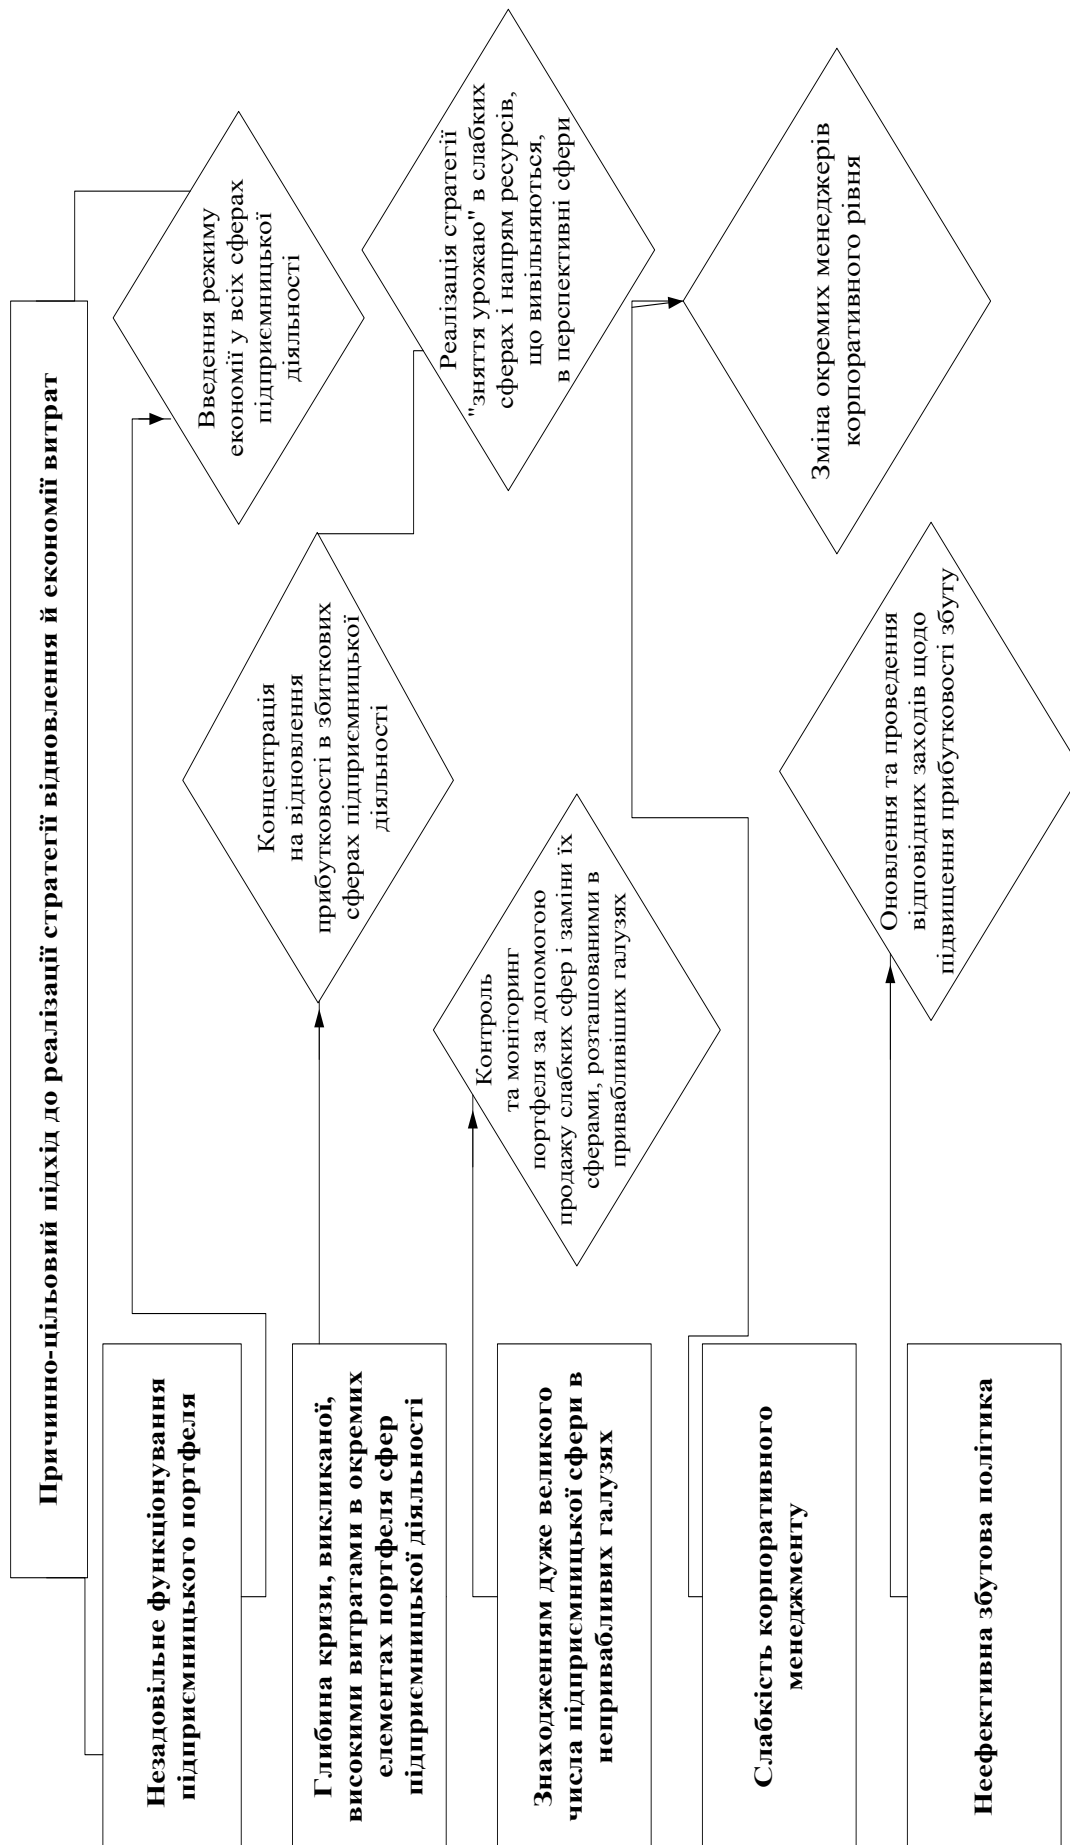 Причинно-цільовий підхід до реалізації стратегії відновлення й економії витрат
Незадовільне функціонування
підприємницького портфеля
Введення режиму
економії у всіх сферах
підприємницької
діяльності
Глибина кризи, викликаної,
високими витратами в окремих
елементах портфеля сфер
підприємницької діяльності
Концентрація
на відновлення
прибутковості в збиткових
сферах підприємницької
діяльності
Реалізація стратегії
"зняття урожаю" в слабких
сферах і напрям ресурсів,
що вивільняються,
в перспективні сфери
Знаходженням дуже великого
числа підприємницької сфери в
непривабливих галузях
Контроль
та моніторинг
портфеля за допомогою
продажу слабких сфер і заміни їх
сферами, розташованими в
привабливіших галузях
Слабкість корпоративного
менеджменту
Зміна окремих менеджерів
корпоративного рівня
Неефективна збутова політика
Оновлення та проведення
відповідних заходів щодо
підвищення прибутковості збуту